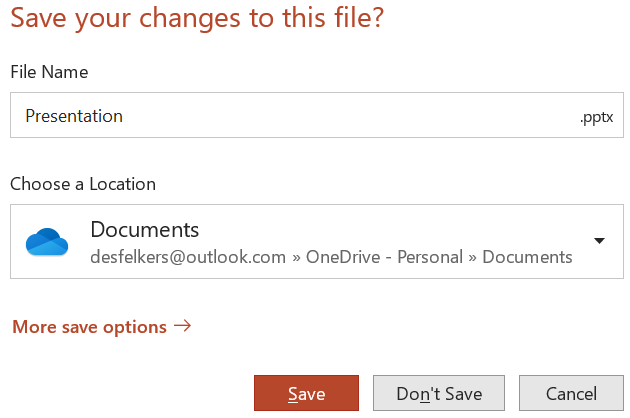 Save your changes to this file?
File Name
Presentation .pptx
Choose a Location
Documents
desfelkers@outlook.com » OneDrive - Personal » Documents
More save options →
Save Don't Save Cancel